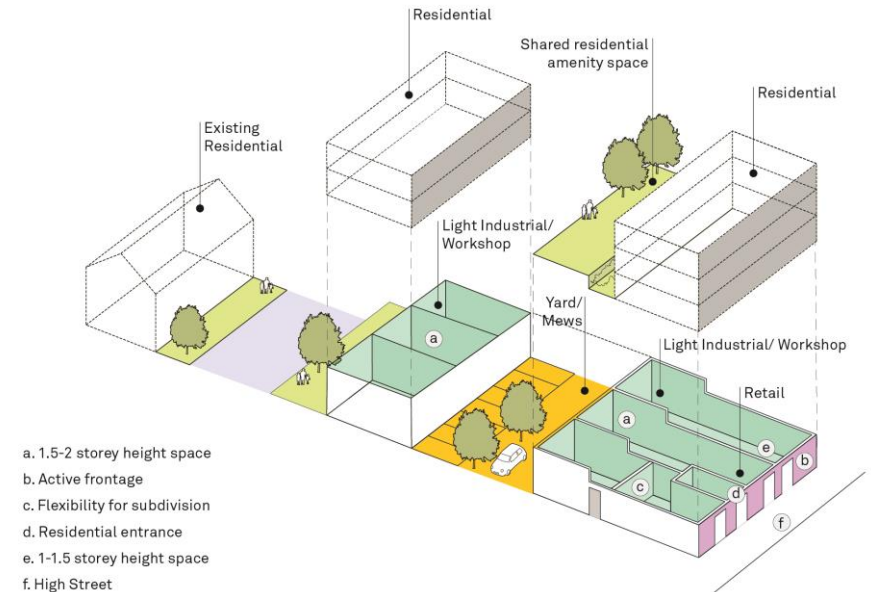 Residential
Shared residential
amenity space
Residential
Existing
Residential
Light Industrial/
Workshop
Yard/
Mews
Light Industrial/ Workshop
Retail
a
a
e
b
c
d
f
a. 1.5-2 storey height space
b. Active frontage
c. Flexibility for subdivision
d. Residential entrance
e. 1-1.5 storey height space
f. High Street